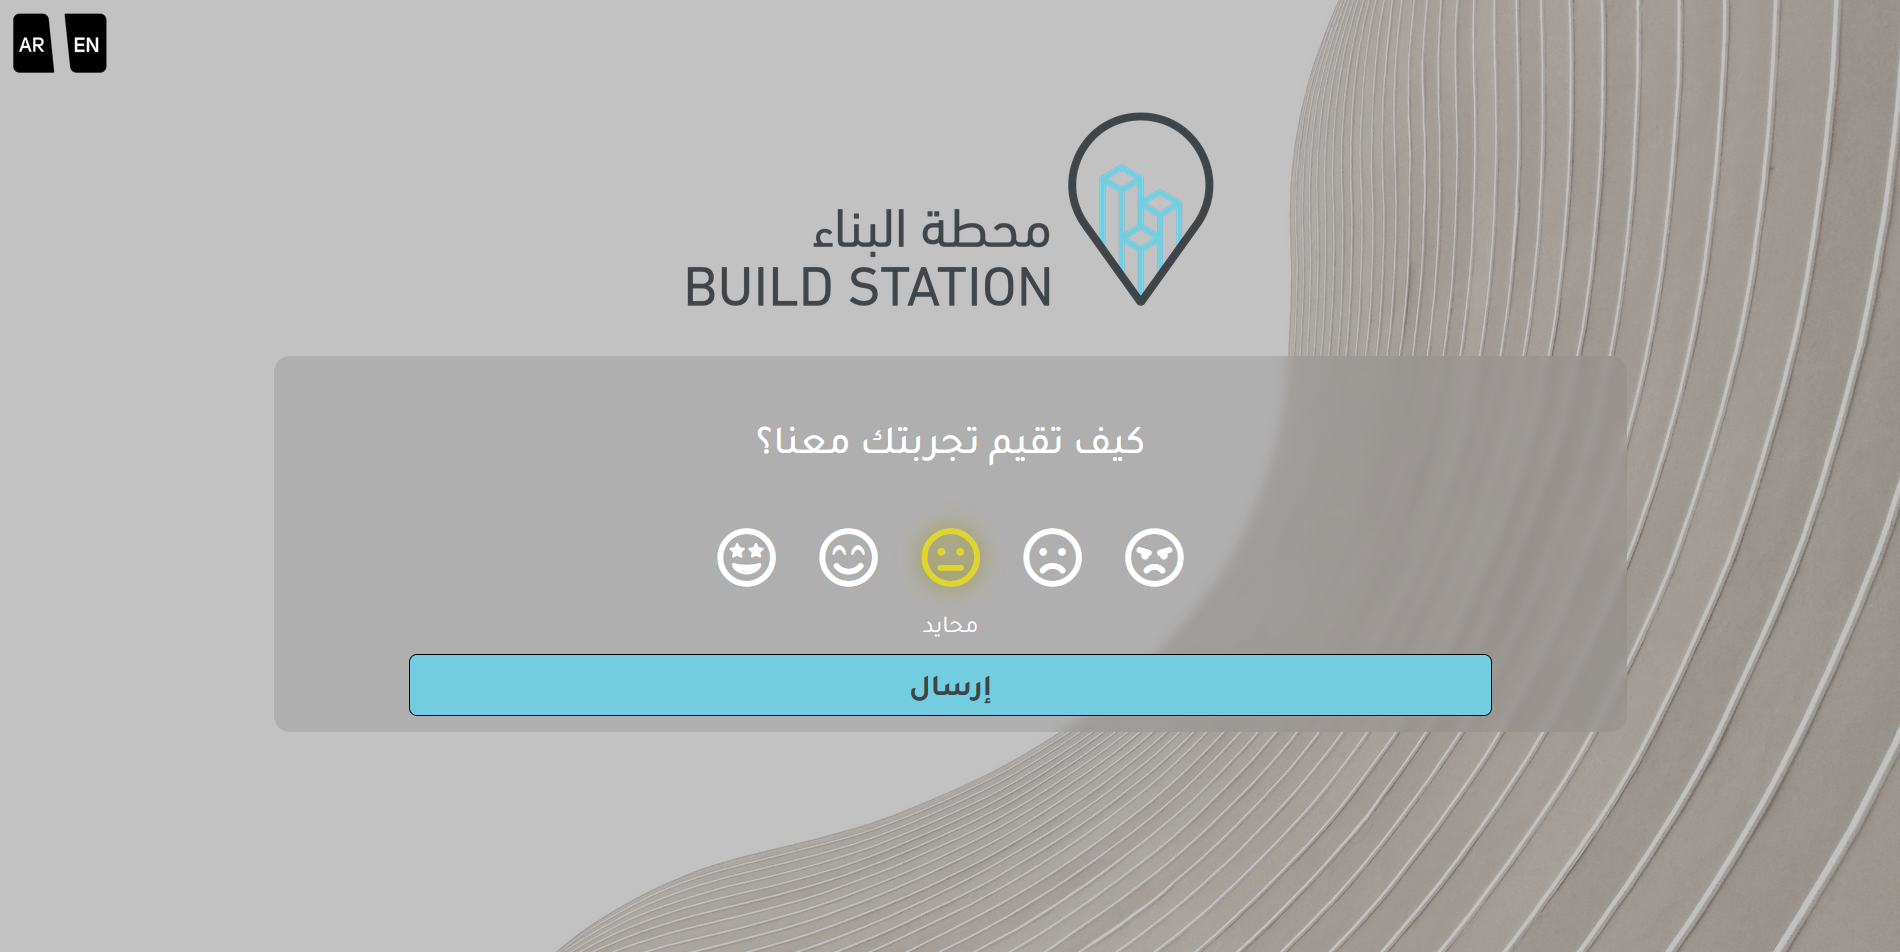 AR EN
محطة البناء
BUILD STATION
كيف تقيم تجربتك معنا؟
محايد
إرسال